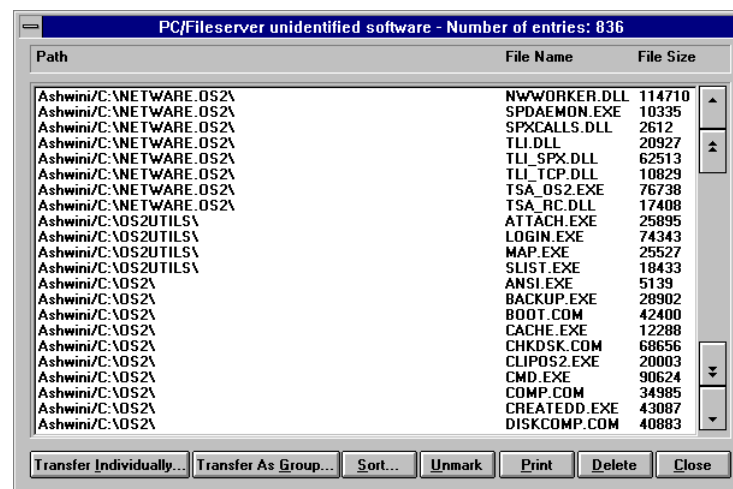 PC/Fileserver unidentified software - Number of entries: 836
Path File Name File Size
Ashwini/C:\NETWARE.OS2\ NWWORKER.DLL 114710
Ashwini/C:\NETWARE.OS2\ SPDAEMON.EXE 10335
Ashwini/C:\NETWARE.OS2\ SPXCALLS.DLL 2612
Ashwini/C:\NETWARE.OS2\ TLI.DLL 20927
Ashwini/C:\NETWARE.OS2\ TLI_SPX.DLL 62513
Ashwini/C:\NETWARE.OS2\ TLI_TCP.DLL 10829
Ashwini/C:\NETWARE.OS2\ TSA_OS2.EXE 76738
Ashwini/C:\NETWARE.OS2\ TSA_RC.DLL 17408
Ashwini/C:\OS2UTILS\ ATTACH.EXE 25895
Ashwini/C:\OS2UTILS\ LOGIN.EXE 74343
Ashwini/C:\OS2UTILS\ MAP.EXE 25527
Ashwini/C:\OS2UTILS\ SLIST.EXE 18433
Ashwini/C:\OS2\ ANSI.EXE 5139
Ashwini/C:\OS2\ BACKUP.EXE 28902
Ashwini/C:\OS2\ BOOT.COM 42400
Ashwini/C:\OS2\ CACHE.EXE 12288
Ashwini/C:\OS2\ CHKDSK.COM 68656
Ashwini/C:\OS2\ CLIPOS2.EXE 20003
Ashwini/C:\OS2\ CMD.EXE 90624
Ashwini/C:\OS2\ COMP.COM 34985
Ashwini/C:\OS2\ CREATEDD.EXE 43087
Ashwini/C:\OS2\ DISKCOMP.COM 40883
Transfer Individually... Transfer As Group... Sort... Unmark Print Delete Close